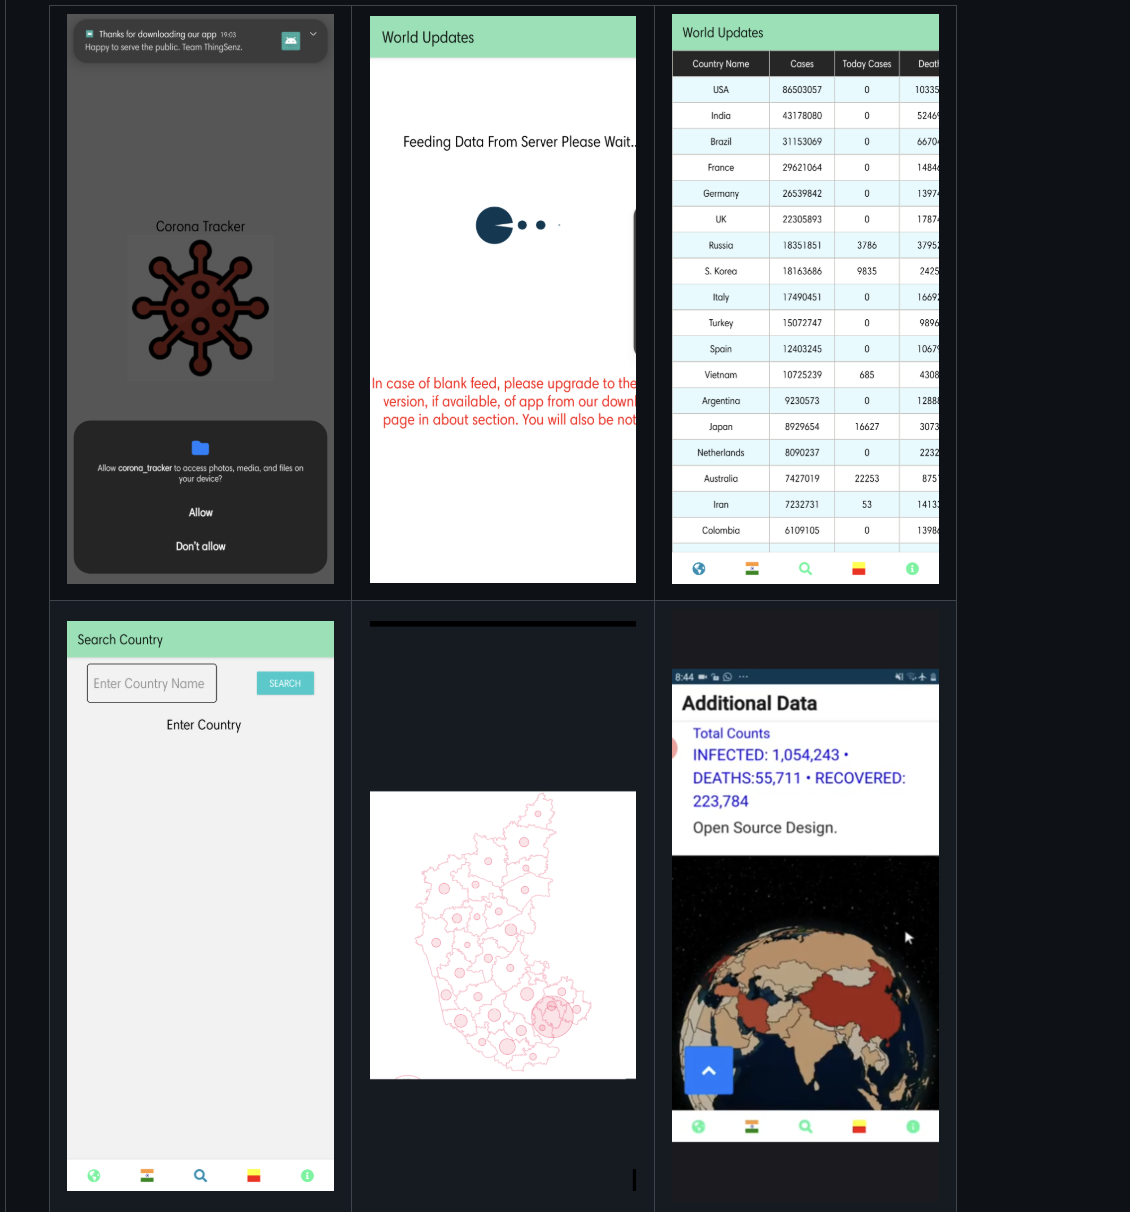 Thanks for downloading our app 19:03
Happy to serve the public. Team ThingSenz.
Corona Tracker
Allow corona_tracker to access photos, media, and files on
your device?
Allow
Don't allow
World Updates
Feeding Data From Server Please Wait..
In case of blank feed, please upgrade to the
version, if available, of app from our downl
page in about section. You will also be not
World Updates
Country Name Cases Today Cases Death
USA 86503057 0 10335
India 43178080 0 5246
Brazil 31153069 0 6670
France 29621064 0 1484
Germany 26539842 0 1397
UK 22305893 0 1787
Russia 18351851 3786 3795
S. Korea 18163686 9835 2425
Italy 17490451 0 1669
Turkey 15072747 0 9896
Spain 12403245 0 1067
Vietnam 10725239 685 4308
Argentina 9230573 0 1288
Japan 8929654 16627 3073
Netherlands 8090237 0 2232
Australia 7427019 22253 875
Iran 7232731 53 1413
Colombia 6109105 0 1398
Search Country
Enter Country Name SEARCH
Enter Country
8:44
Additional Data
Total Counts
INFECTED: 1,054,243 •
DEATHS:55,711 • RECOVERED:
223,784
Open Source Design.